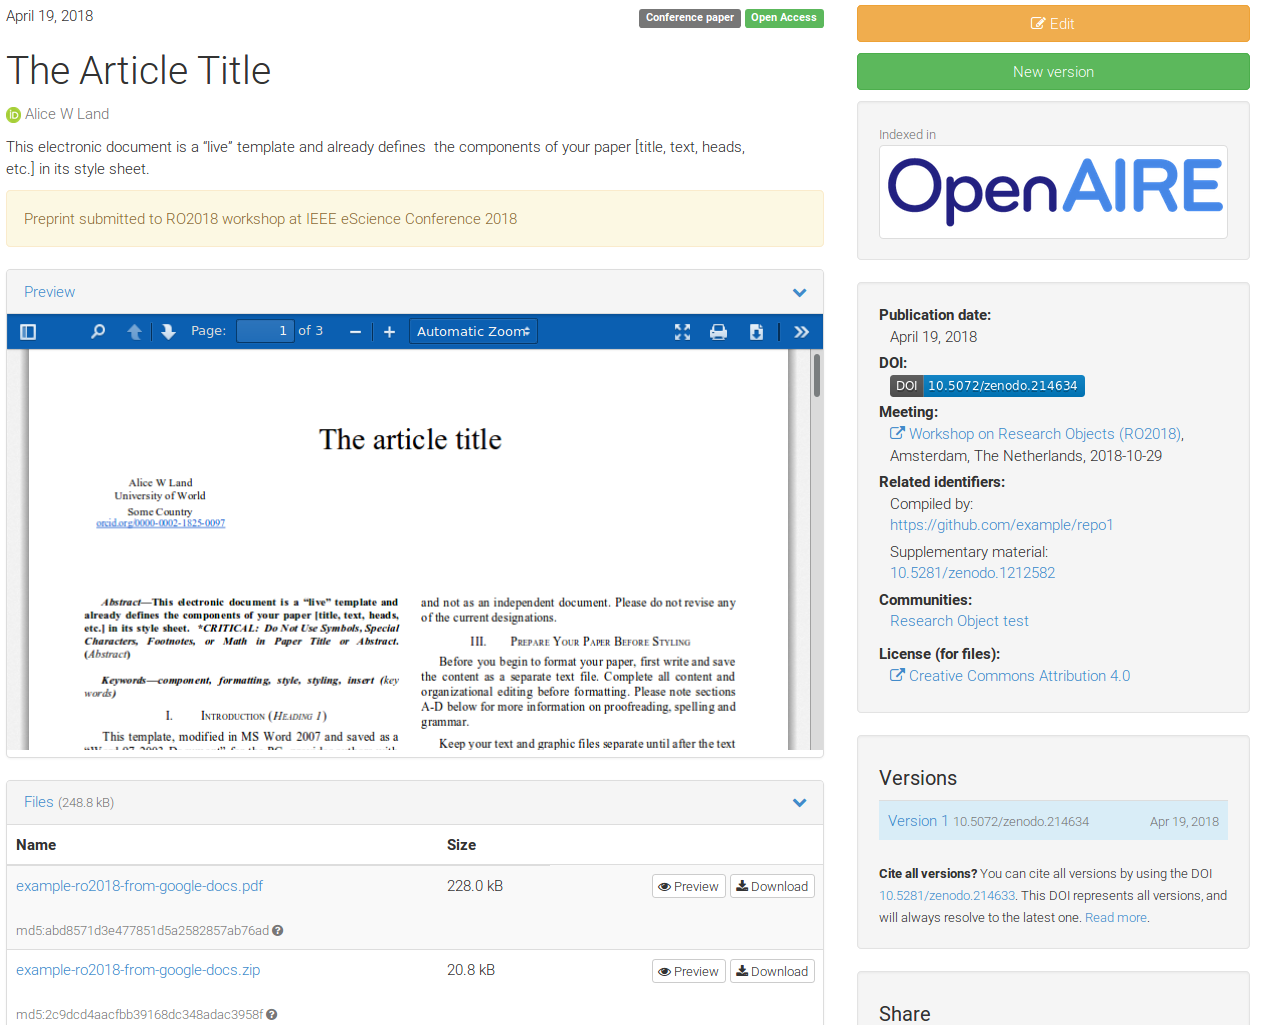 April 19, 2018
Conference paper Open Access
The Article Title
iD Alice W Land
This electronic document is a “live” template and already defines the components of your paper [title, text, heads,
etc.] in its style sheet.
Preprint submitted to RO2018 workshop at IEEE eScience Conference 2018
Preview
Page: 1 of 3 Automatic Zoom
The article title
Alice W Land
University of World
Some Country
orcid.org/0000-0002-1825-0097
Abstract—This electronic document is a “live” template and
already defines the components of your paper [title, text, heads,
etc.] in its style sheet. *CRITICAL: Do Not Use Symbols, Special
Characters, Footnotes, or Math in Paper Title or Abstract.
(Abstract)
Keywords—component, formatting, style, styling, insert (key
words)
I. Introduction (Heading 1)
This template, modified in MS Word 2007 and saved as a
and not as an independent document. Please do not revise any
of the current designations.
III. Prepare Your Paper Before Styling
Before you begin to format your paper, first write and save
the content as a separate text file. Complete all content and
organizational editing before formatting. Please note sections
A-D below for more information on proofreading, spelling and
grammar.
Keep your text and graphic files separate until after the text
Files (248.8 kB)
Name Size
example-ro2018-from-google-docs.pdf 228.0 kB Preview Download
md5:abd8571d3e477851d5a2582857ab76ad ?
example-ro2018-from-google-docs.zip 20.8 kB Preview Download
md5:2c9dcd4aacfbb39168dc348adac3958f ?
Edit
New version
Indexed in
OpenAIRE
Publication date:
April 19, 2018
DOI:
DOI 10.5072/zenodo.214634
Meeting:
Workshop on Research Objects (RO2018),
Amsterdam, The Netherlands, 2018-10-29
Related identifiers:
Compiled by:
https://github.com/example/repo1
Supplementary material:
10.5281/zenodo.1212582
Communities:
Research Object test
License (for files):
Creative Commons Attribution 4.0
Versions
Version 1 10.5072/zenodo.214634 Apr 19, 2018
Cite all versions? You can cite all versions by using the DOI
10.5281/zenodo.214633. This DOI represents all versions, and
will always resolve to the latest one. Read more.
Share